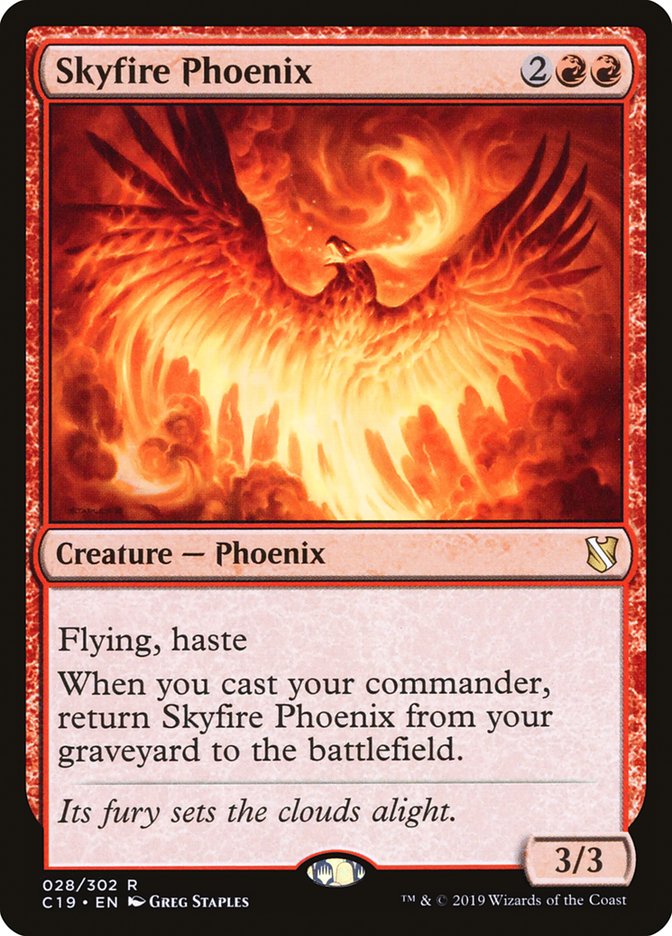 Skyfire Phoenix 2
Creature — Phoenix
Flying, haste
When you cast your commander,
return Skyfire Phoenix from your
graveyard to the battlefield.
Its fury sets the clouds alight.
3/3
028/302 R
C19 • EN Greg Staples
™ & © 2019 Wizards of the Coast